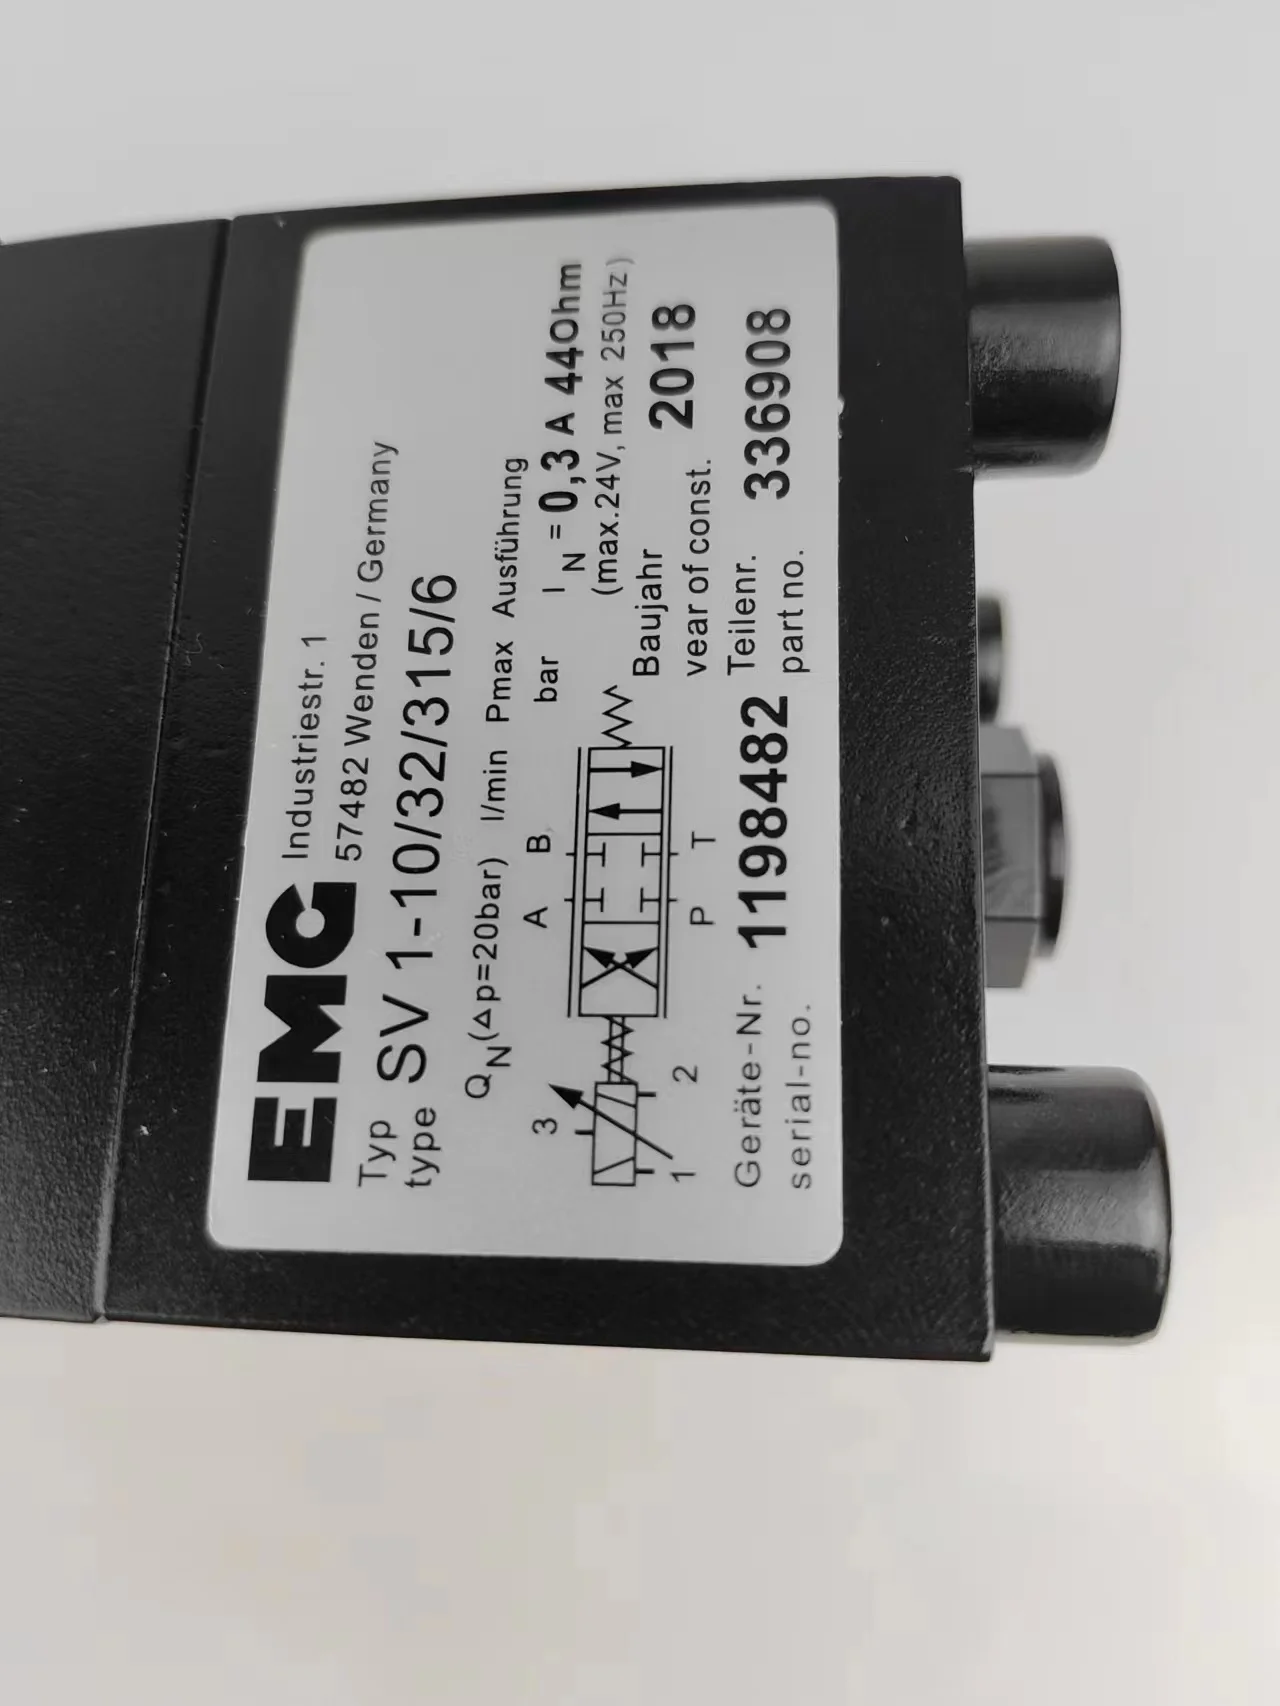 EMG Industriestr. 1
57482 Wenden / Germany
Typ
type SV 1-10/32/315/6
QN(Δp=20bar) l/min Pmax Ausführung
bar
3 A B
IN = 0,3 A 44Ohm
(max.24V, max 250Hz)
1 2 P T
Baujahr
vear of const. 2018
Geräte-Nr.
serial-no. 1198482
Teilenr.
part no. 336908